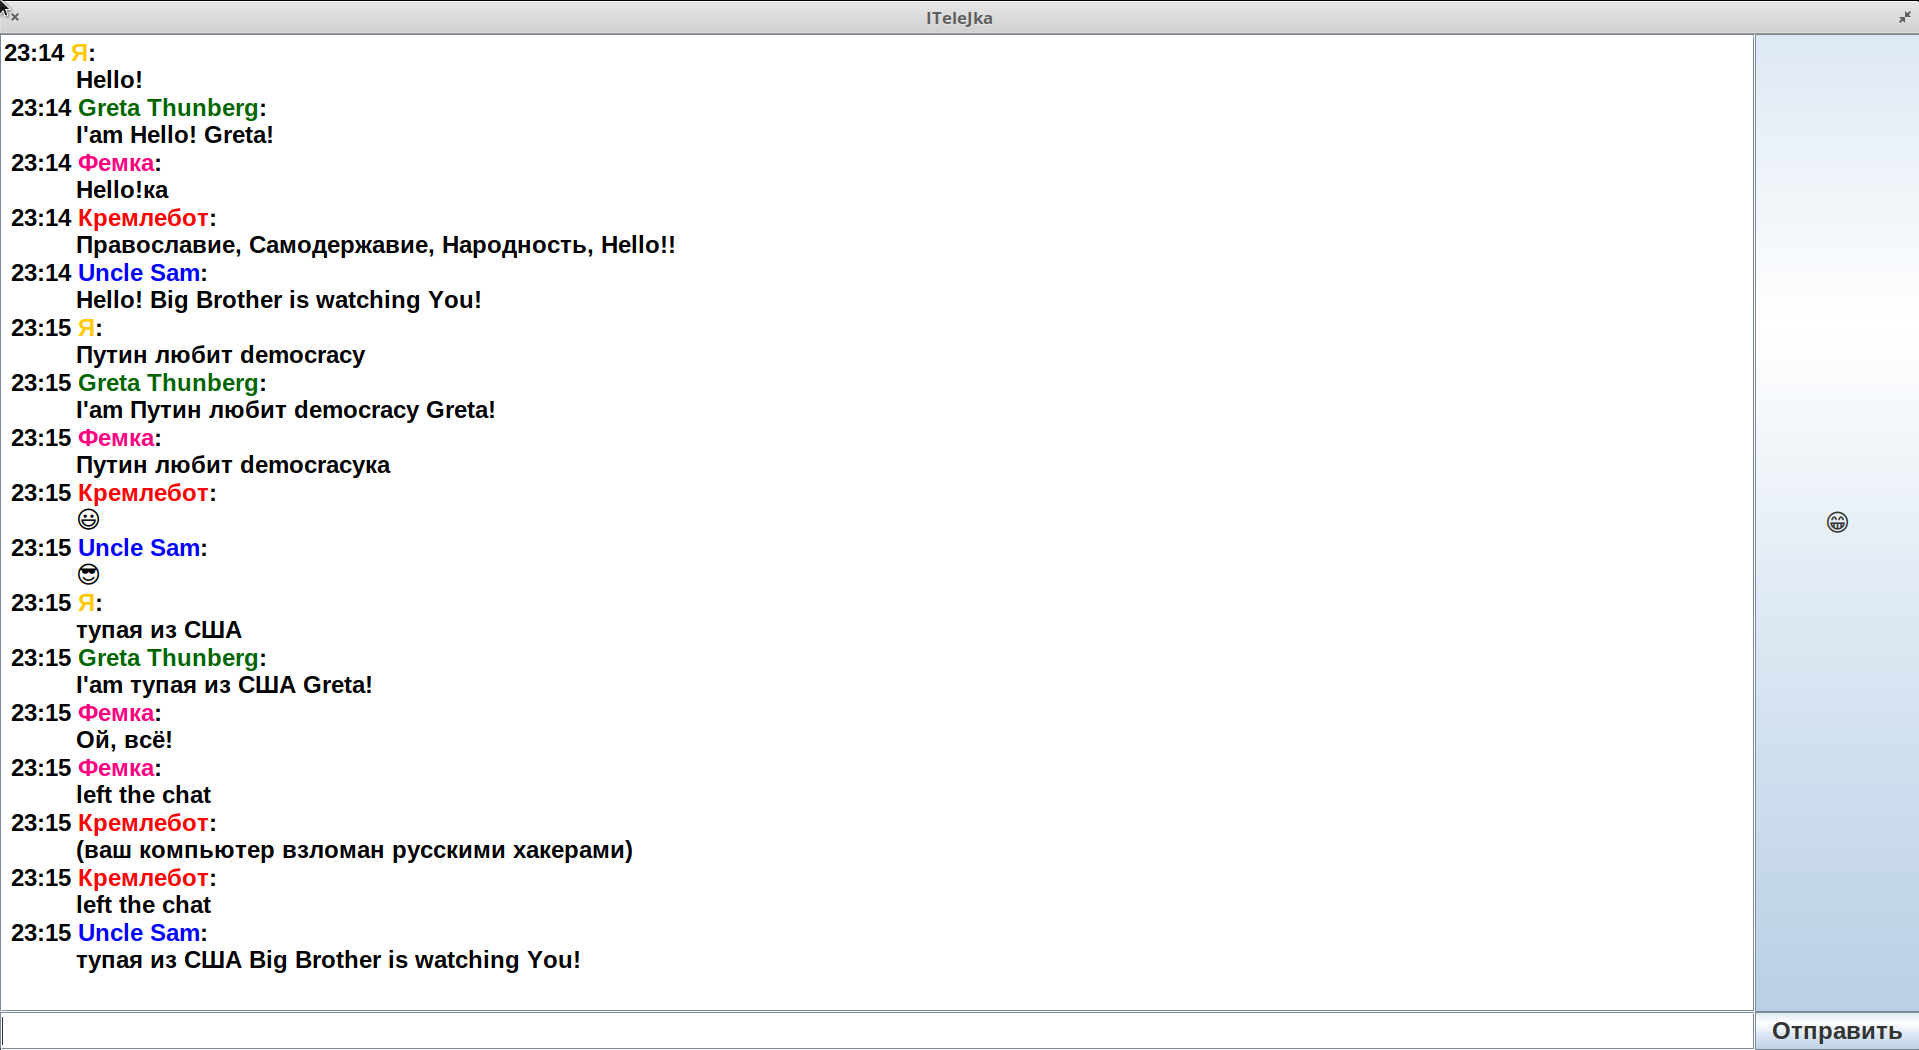 ITeleJka
23:14 Я:
Hello!
23:14 Greta Thunberg:
I'am Hello! Greta!
23:14 Фемка:
Hello!ка
23:14 Кремлебот:
Православие, Самодержавие, Народность, Hello!!
23:14 Uncle Sam:
Hello! Big Brother is watching You!
23:15 Я:
Путин любит democracy
23:15 Greta Thunberg:
I'am Путин любит democracy Greta!
23:15 Фемка:
Путин любит democracyка
23:15 Кремлебот:
😃
23:15 Uncle Sam:
😎
23:15 Я:
тупая из США
23:15 Greta Thunberg:
I'am тупая из США Greta!
23:15 Фемка:
Ой, всё!
23:15 Фемка:
left the chat
23:15 Кремлебот:
(ваш компьютер взломан русскими хакерами)
23:15 Кремлебот:
left the chat
23:15 Uncle Sam:
тупая из США Big Brother is watching You!
😁
Отправить